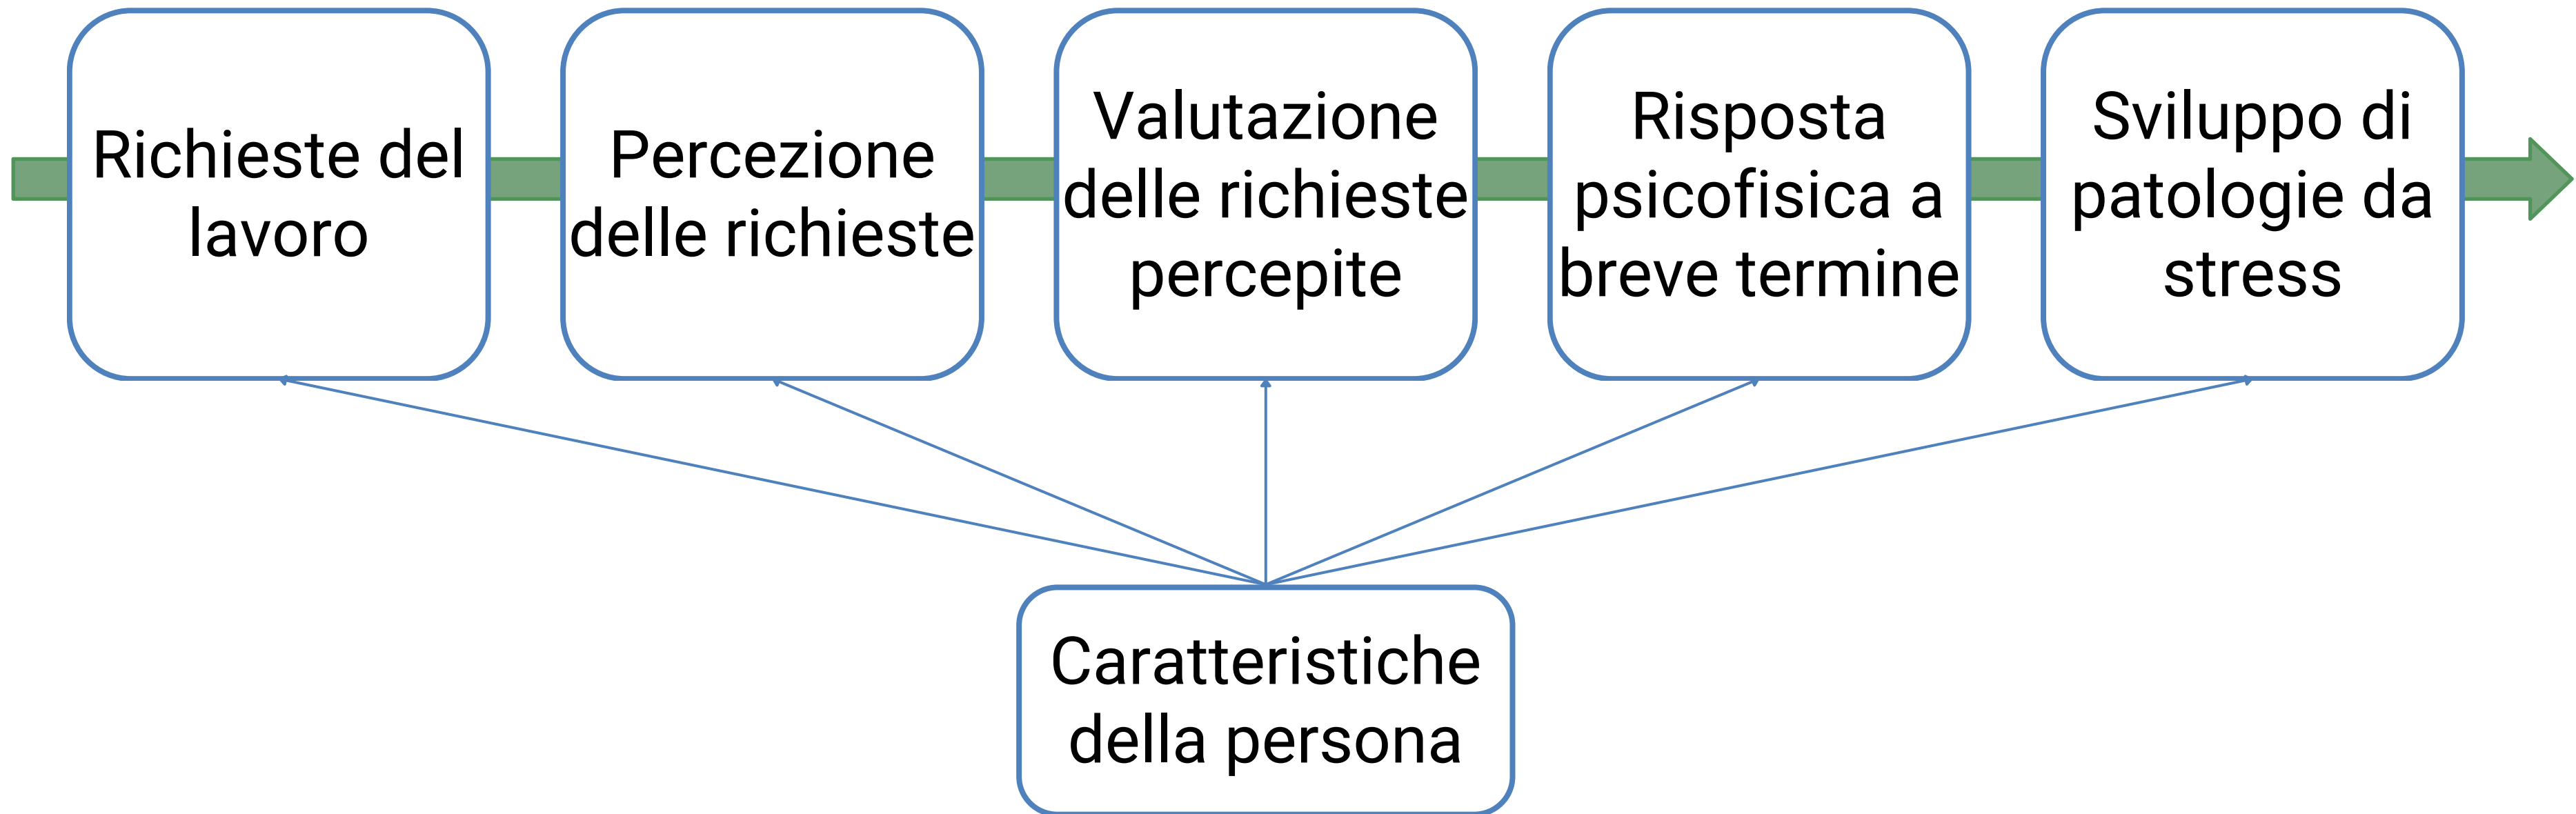 Richieste del
lavoro
Percezione
delle richieste
Valutazione
delle richieste
percepite
Risposta
psicofisica a
breve termine
Sviluppo di
patologie da
stress
Caratteristiche
della persona